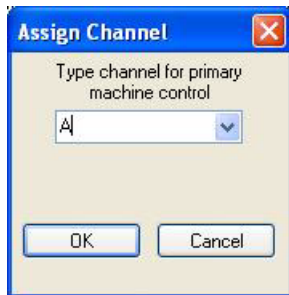 Assign Channel
Type channel for primary
machine control
A
OK
Cancel